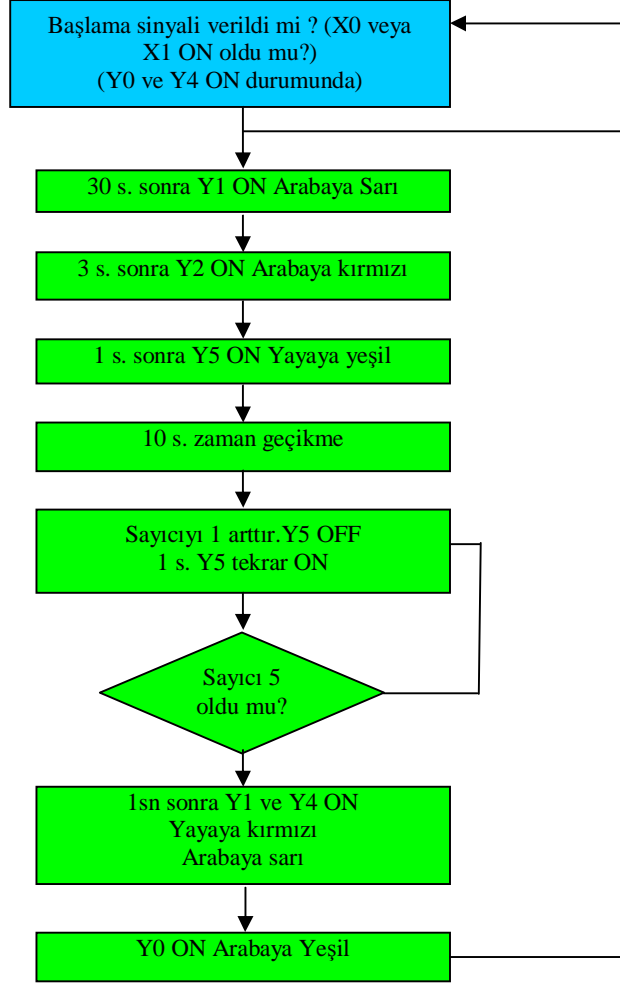 Başlama sinyali verildi mi ? (X0 veya
X1 ON oldu mu?)
(Y0 ve Y4 ON durumunda)
30 s. sonra Y1 ON Arabaya Sarı
3 s. sonra Y2 ON Arabaya kırmızı
1 s. sonra Y5 ON Yayaya yeşil
10 s. zaman geçikme
Sayıcıyı 1 arttır.Y5 OFF
1 s. Y5 tekrar ON
Sayıcı 5
oldu mu?
1sn sonra Y1 ve Y4 ON
Yayaya kırmızı
Arabaya sarı
Y0 ON Arabaya Yeşil